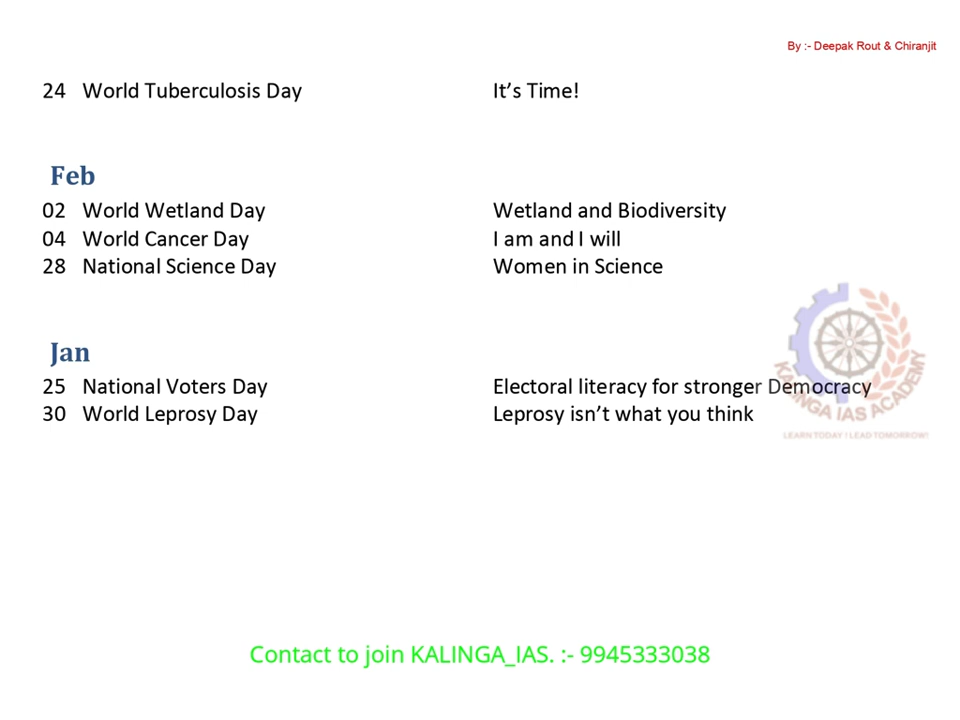 By :- Deepak Rout & Chiranjit
24 World Tuberculosis Day It’s Time!
Feb
02 World Wetland Day Wetland and Biodiversity
04 World Cancer Day I am and I will
28 National Science Day Women in Science
Jan
25 National Voters Day Electoral literacy for stronger Democracy
30 World Leprosy Day Leprosy isn’t what you think
KALINGA IAS ACADEMY
LEARN TODAY ! LEAD TOMORROW!
Contact to join KALINGA_IAS. :- 9945333038